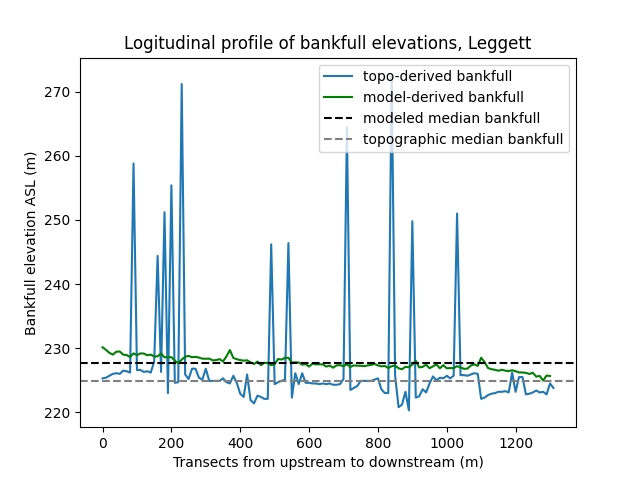 Logitudinal profile of bankfull elevations, Leggett
topo-derived bankfull
model-derived bankfull
modeled median bankfull
topographic median bankfull
Bankfull elevation ASL (m)
270
260
250
240
230
220
0 200 400 600 800 1000 1200
Transects from upstream to downstream (m)